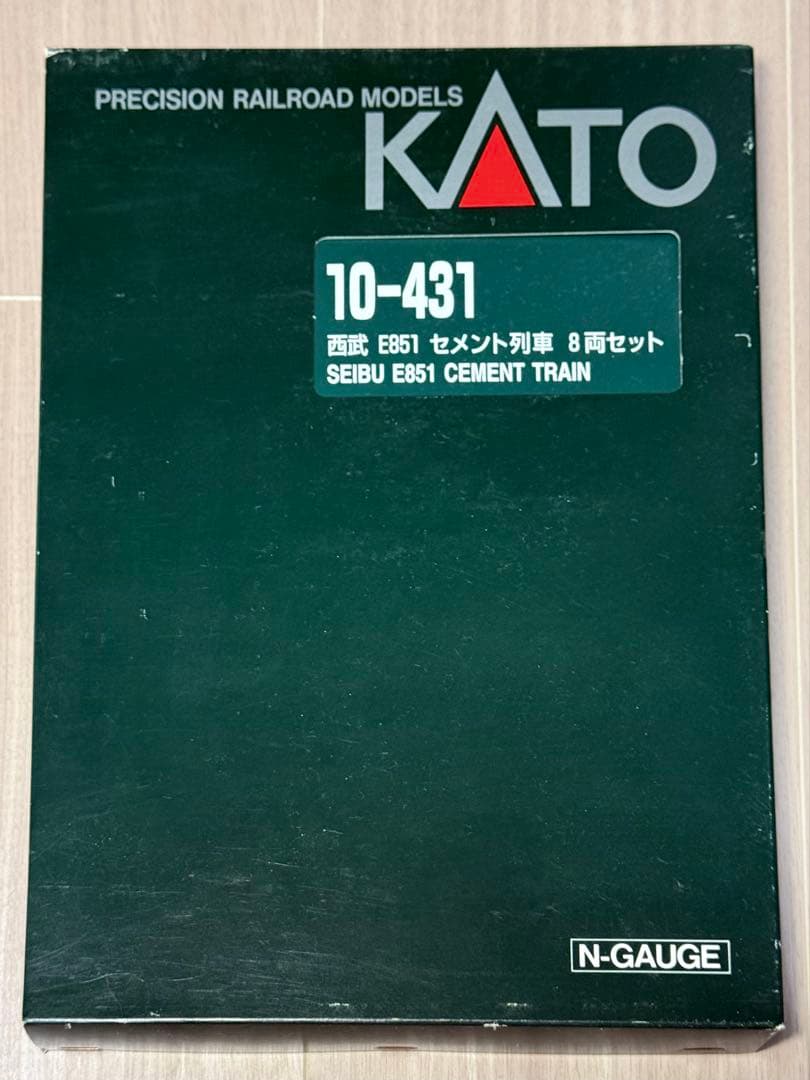 PRECISION RAILROAD MODELS
KATO
10-431
西武 E851 セメント列車 8両セット
SEIBU E851 CEMENT TRAIN
N-GAUGE